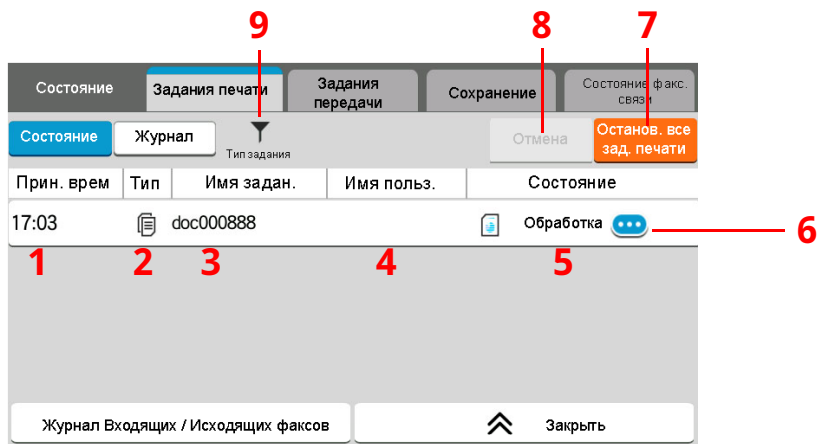 9 8 7
Состояние
Задания печати
Задания
передачи
Сохранение
Состояние факс.
связи
Состояние
Журнал
Тип задания
Отмена
Останов. все
зад. печати
Прин. врем Тип Имя задан. Имя польз. Состояние
17:03 doc000888 Обработка
6
1 2 3 4 5
Журнал Входящих / Исходящих факсов
Закрыть